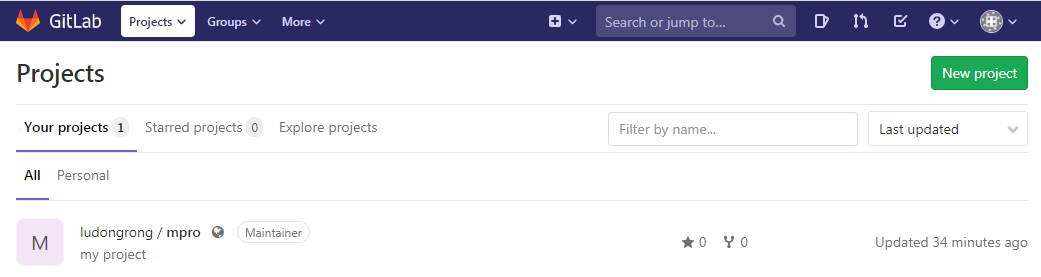 GitLab Projects Groups More Search or jump to...
Projects New project
Your projects 1 Starred projects 0 Explore projects Filter by name... Last updated
All Personal
M ludongrong / mpro Maintainer 0 0 Updated 34 minutes ago
my project